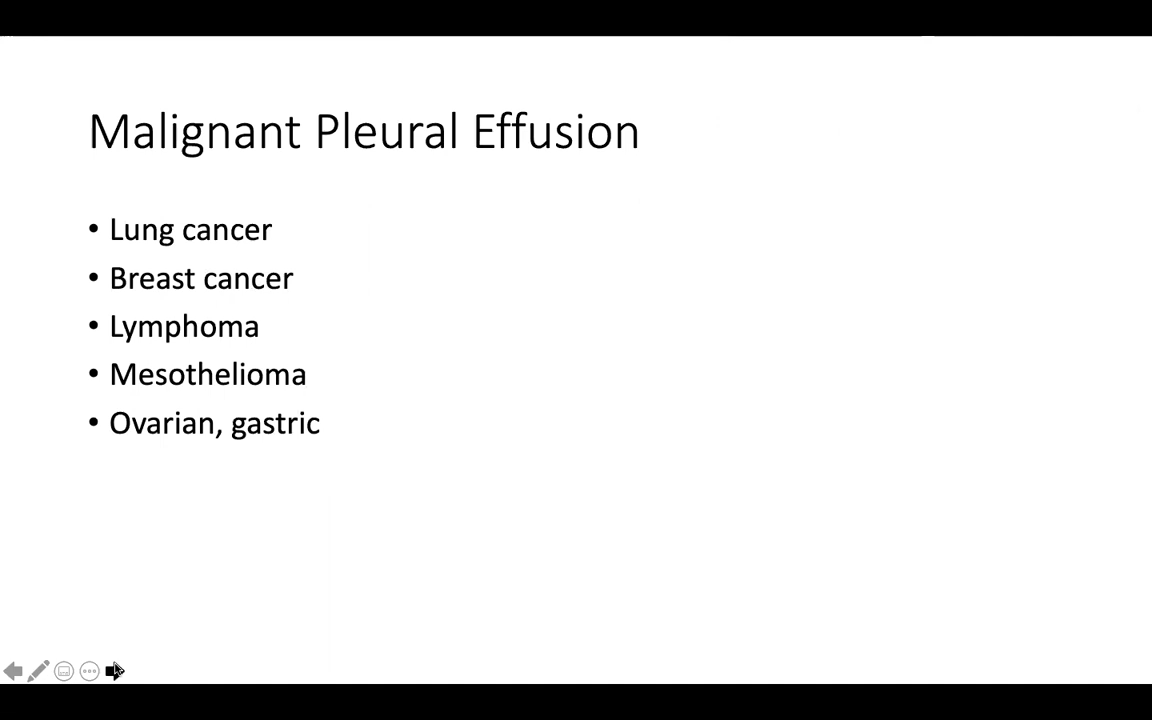 Malignant Pleural Effusion
• Lung cancer
• Breast cancer
• Lymphoma
• Mesothelioma
• Ovarian, gastric